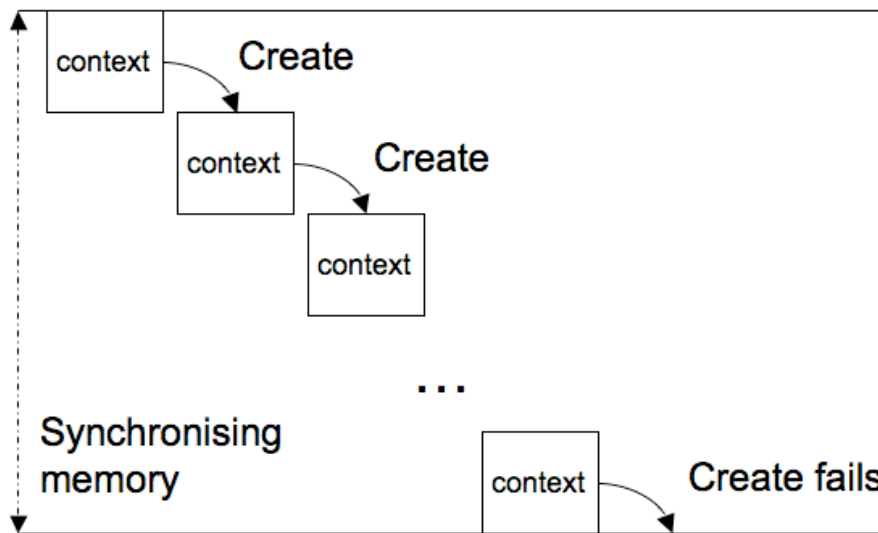 context
Create
context
Create
context
...
Synchronising
memory
context
Create fails